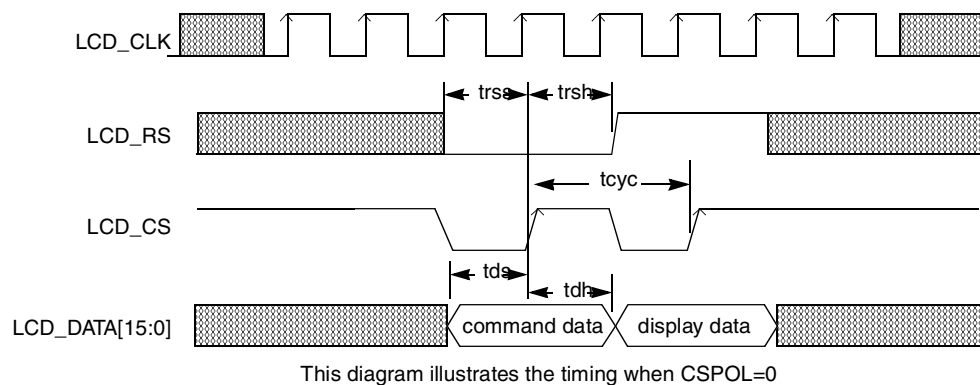 LCD_CLK
trss trsh
LCD_RS
tcyc
LCD_CS
tds
tdh
LCD_DATA[15:0] command data display data
This diagram illustrates the timing when CSPOL=0